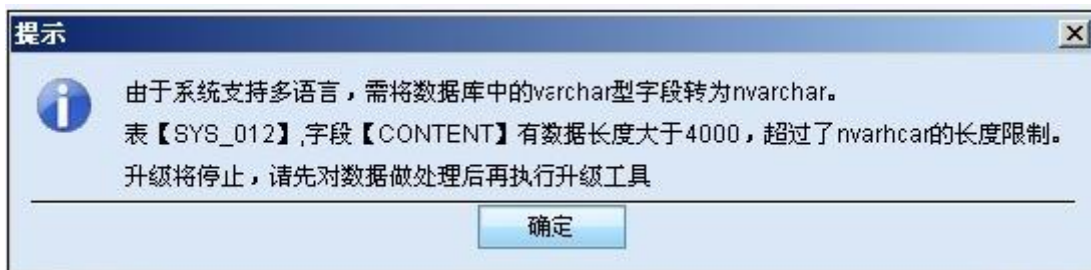 提示
由于系统支持多语言，需将数据库中的varchar型字段转为nvarchar。
表【SYS_012】,字段【CONTENT】有数据长度大于4000，超过了nvarhcar的长度限制。
升级将停止，请先对数据做处理后再执行升级工具
确定